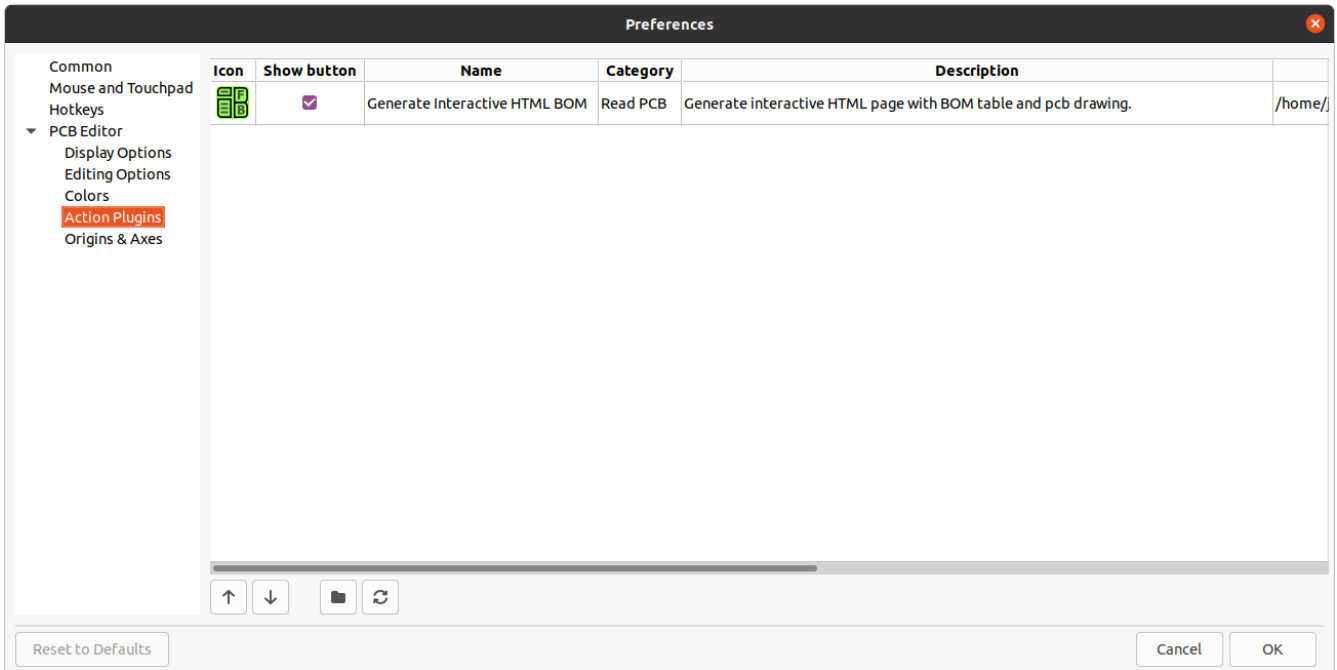 Preferences
Common
Mouse and Touchpad
Hotkeys
PCB Editor
Display Options
Editing Options
Colors
Action Plugins
Origins & Axes
Icon Show button Name Category Description
F
B
Generate Interactive HTML BOM Read PCB Generate interactive HTML page with BOM table and pcb drawing. /home/j
Reset to Defaults Cancel OK